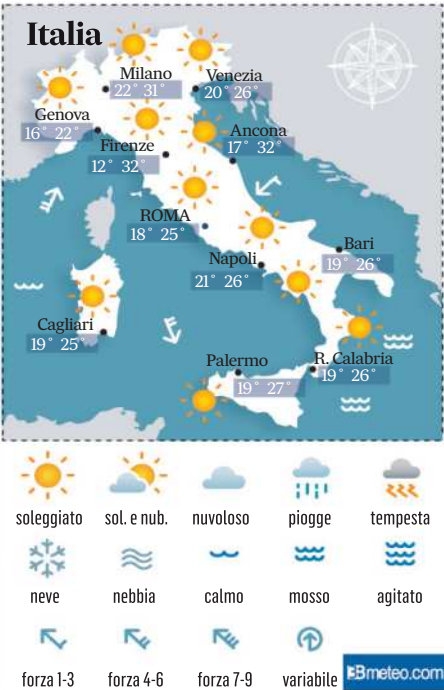 Italia
Milano
22° 31°
Venezia
20° 26°
Genova
16° 22°
Ancona
17° 32°
Firenze
12° 32°
ROMA
18° 25°
Bari
19° 26°
Napoli
21° 26°
Cagliari
19° 25°
Palermo
19° 27°
R. Calabria
19° 26°
soleggiato sol. e nub. nuvoloso piogge tempesta
neve nebbia calmo mosso agitato
forza 1-3 forza 4-6 forza 7-9 variabile
3Bmeteo.com